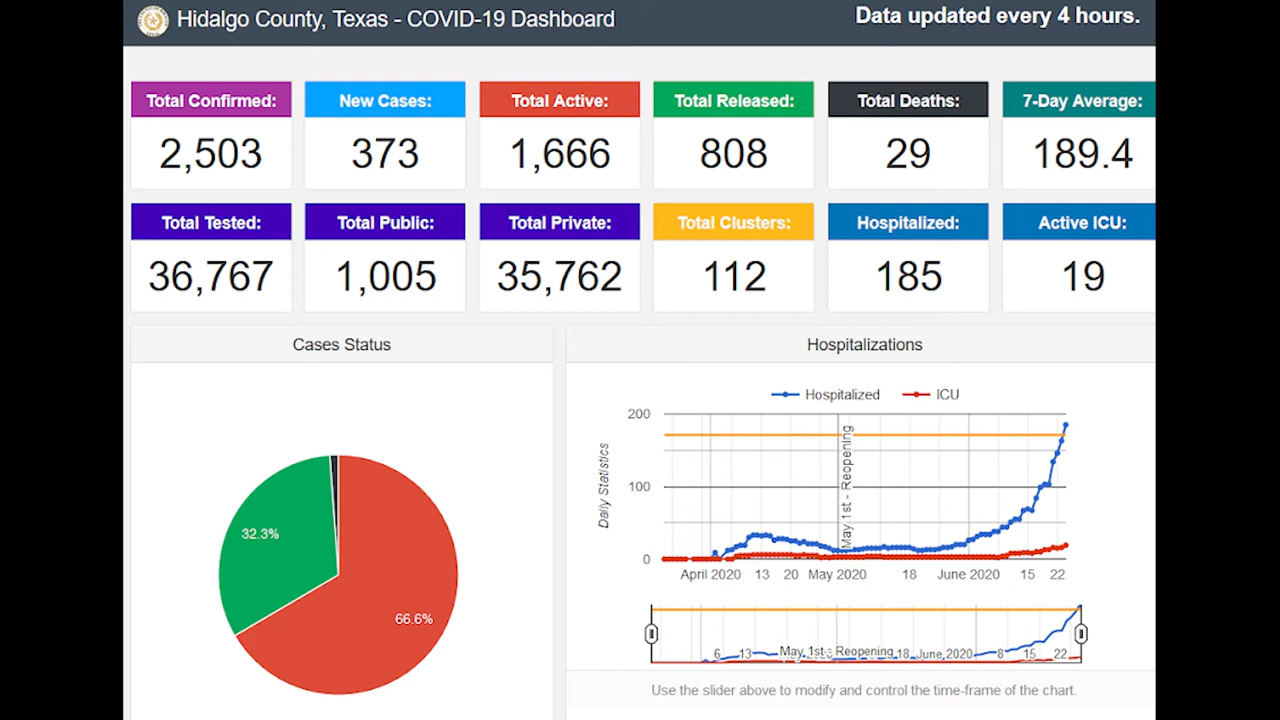 Hidalgo County, Texas - COVID-19 Dashboard
Data updated every 4 hours.
Total Confirmed:
2,503
New Cases:
373
Total Active:
1,666
Total Released:
808
Total Deaths:
29
7-Day Average:
189.4
Total Tested:
36,767
Total Public:
1,005
Total Private:
35,762
Total Clusters:
112
Hospitalized:
185
Active ICU:
19
Cases Status
32.3%
66.6%
Hospitalizations
Hospitalized ICU
Daily Statistics
200
100
0
May 1st - Reopening
April 2020 13 20 May 2020 18 June 2020 15 22
6 13 May 1st - Reopening 18 June 2020 8 15 22
Use the slider above to modify and control the time-frame of the chart.